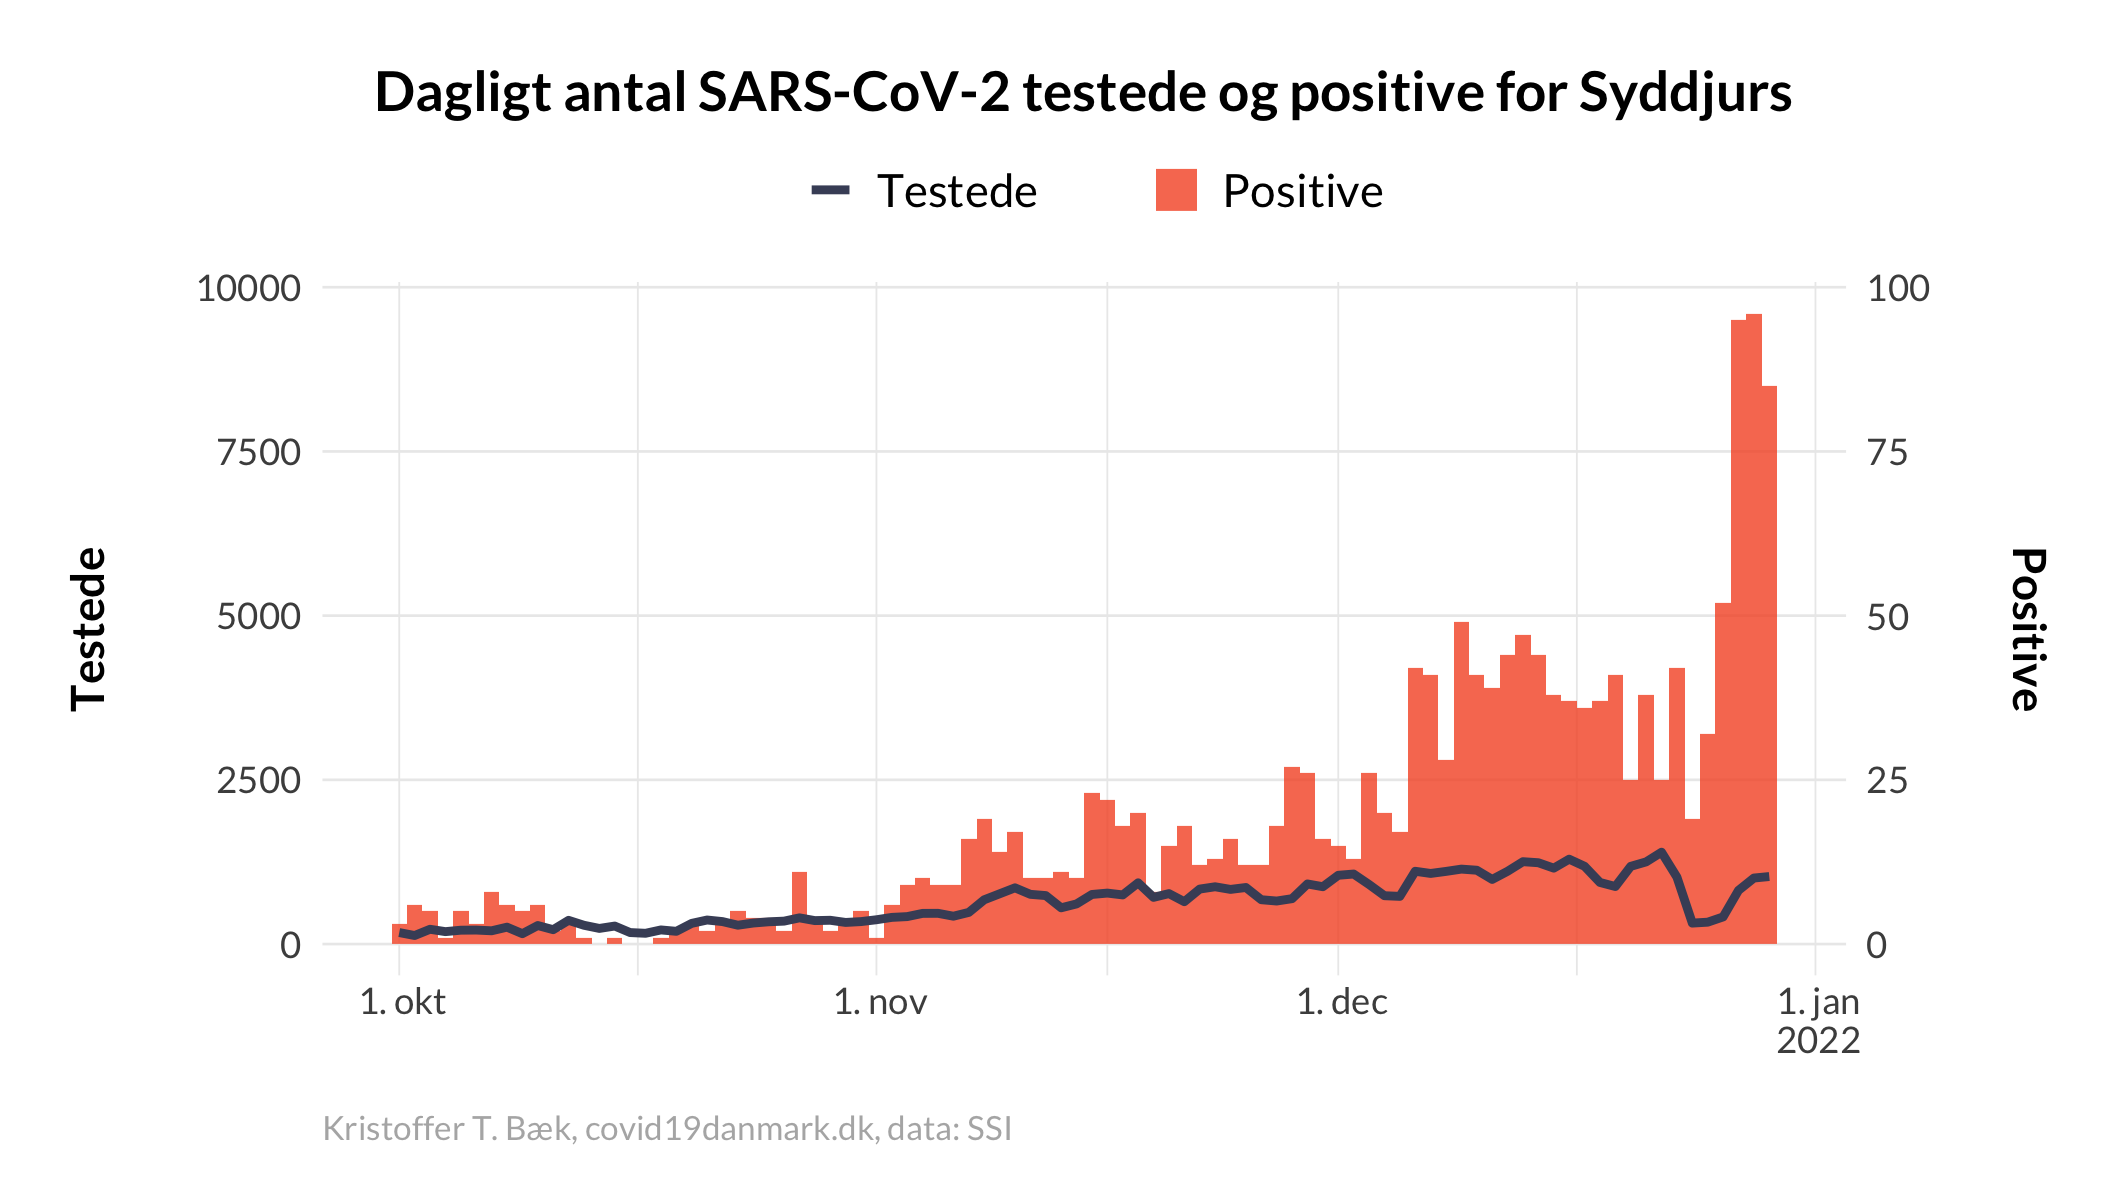 Dagligt antal SARS-CoV-2 testede og positive for Syddjurs
Testede
Positive
10000
7500
5000
2500
0
100
75
50
25
0
Testede
Positive
1. okt
1. nov
1. dec
1. jan
2022
Kristoffer T. Bæk, covid19danmark.dk, data: SSI